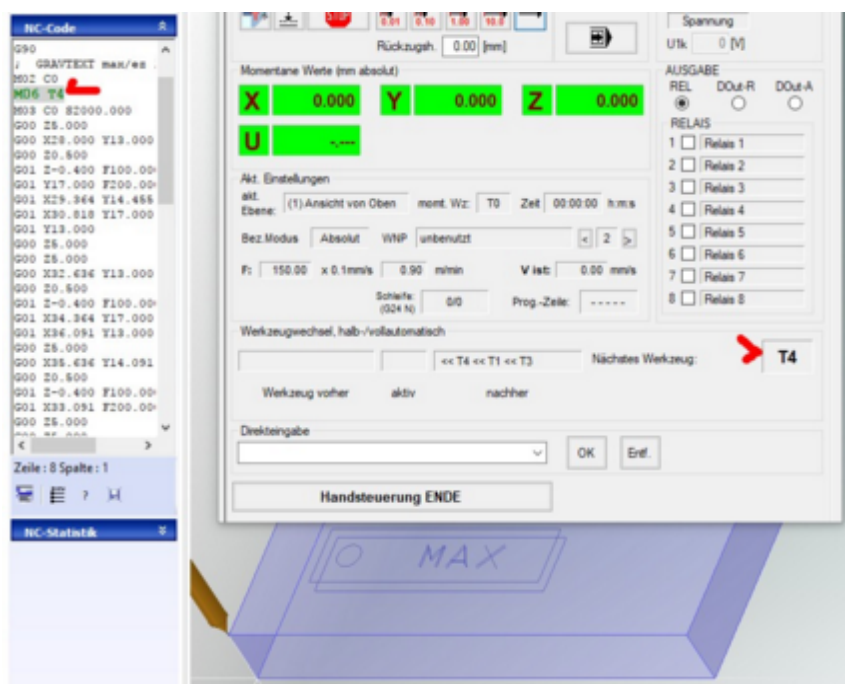 NC-Code
G90
; GRAVTEXT max/ez
M02 C0
M06 T4
M03 C0 S2000.000
G00 Z5.000
G00 X28.000 Y13.000
G00 Z0.500
G01 Z-0.400 F100.00
G01 Y17.000 F200.00
G01 X29.364 Y14.455
G01 X30.818 Y17.000
G01 Y13.000
G00 Z5.000
G00 Z5.000
G00 X32.636 Y13.000
G00 Z0.500
G01 Z-0.400 F100.00
G01 X34.364 Y17.000
G01 X36.091 Y13.000
G00 Z5.000
G00 X35.636 Y14.091
G00 Z0.500
G01 Z-0.400 F100.00
G01 X33.091 F200.00
G00 Z5.000
Zeile : 8 Spalte : 1
NC-Statistik
STOP
0.01 0.10 1.00 10.0
Rückzugsh. 0.00 [mm]
Momentane Werte (mm absolut)
X 0.000 Y 0.000 Z 0.000
U -.---
Akt. Einstellungen
akt. Ebene: (1) Ansicht von Oben momt. Wz: T0 Zeit 00:00:00 h:m:s
Bez.Modus Absolut WNP unbenutzt < 2 >
F: 150.00 x 0.1mm/s 0.90 m/min V ist: 0.00 mm/s
Schleife: (G24 N) 0/0 Prog.-Zeile: - - - - -
Werkzeugwechsel, halb-/vollautomatisch
<< T4 << T1 << T3 Nächstes Werkzeug: T4
Werkzeug vorher aktiv nachher
Direkteingabe
OK Entf.
Handsteuerung ENDE
Spannung
U1k 0 [V]
AUSGABE
REL DOut-R DOut-A
RELAIS
1 Relais 1
2 Relais 2
3 Relais 3
4 Relais 4
5 Relais 5
6 Relais 6
7 Relais 7
8 Relais 8
MAX